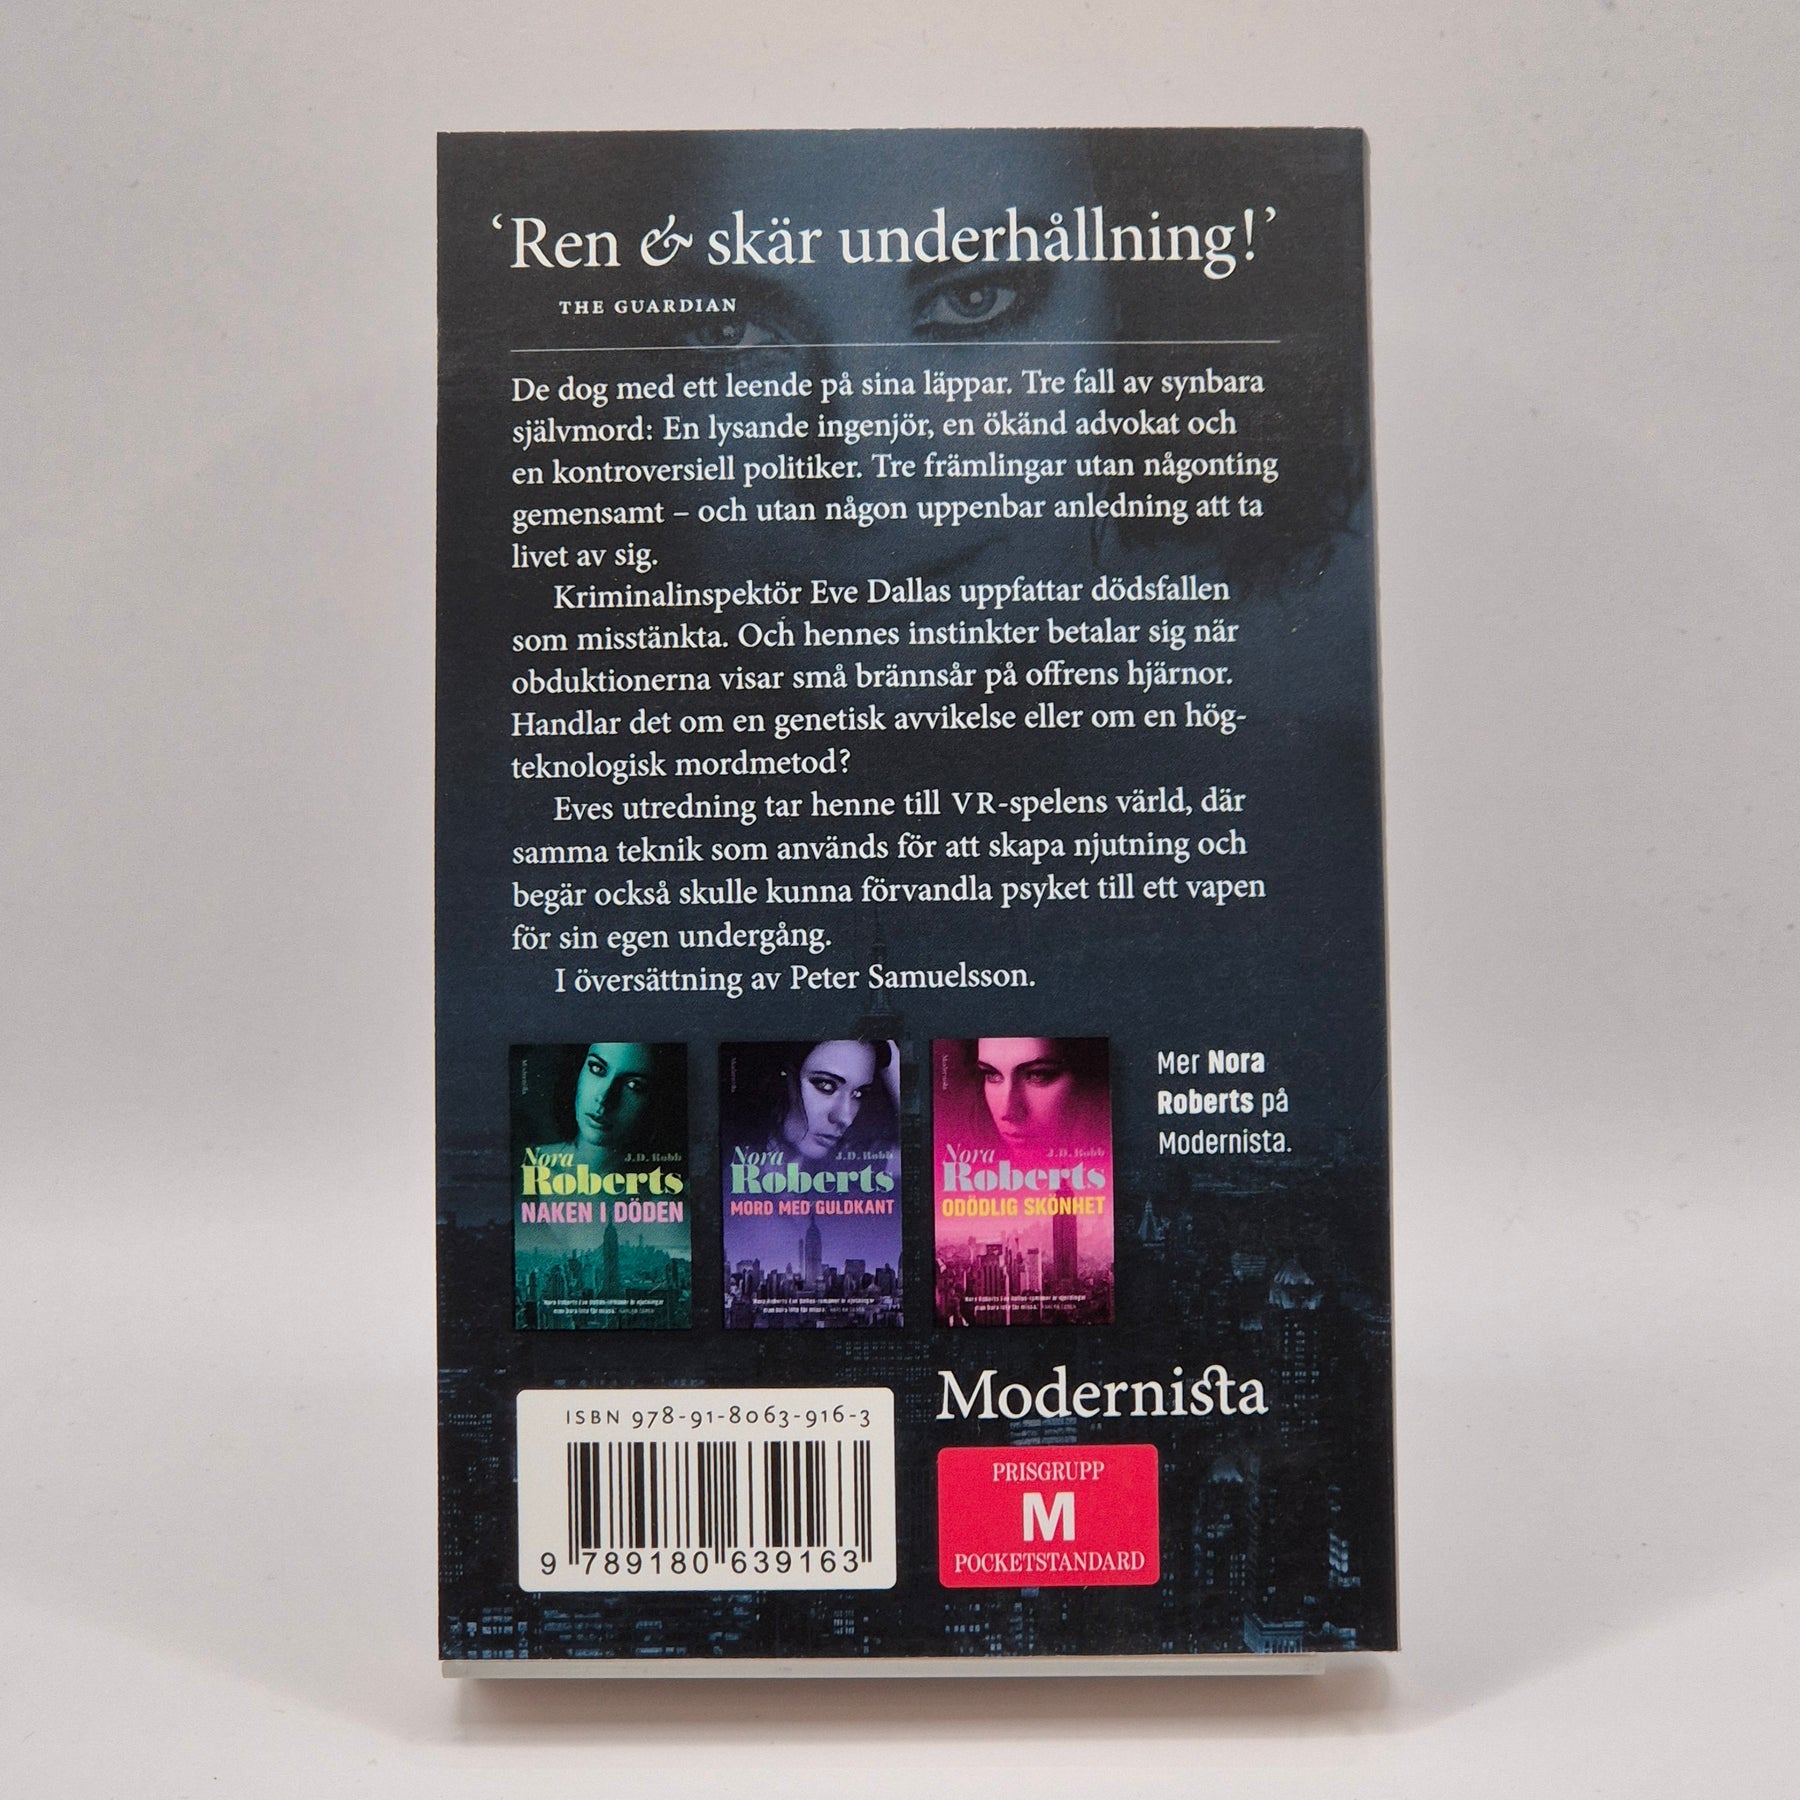 ‘Ren & skär underhållning!’
THE GUARDIAN
De dog med ett leende på sina läppar. Tre fall av synbara
självmord: En lysande ingenjör, en ökänd advokat och
en kontroversiell politiker. Tre främlingar utan någonting
gemensamt – och utan någon uppenbar anledning att ta
livet av sig.
Kriminalinspektör Eve Dallas uppfattar dödsfallen
som misstänkta. Och hennes instinkter betalar sig när
obduktionerna visar små brännsår på offrens hjärnor.
Handlar det om en genetisk avvikelse eller om en hög-
teknologisk mordmetod?
Eves utredning tar henne till VR-spelens värld, där
samma teknik som används för att skapa njutning och
begär också skulle kunna förvandla psyket till ett vapen
för sin egen undergång.
I översättning av Peter Samuelsson.
Modernista
Nora
J.D. Robb
Roberts
NAKEN I DÖDEN
Modernista
Nora
J.D. Robb
Roberts
MORD MED GULDKANT
Modernista
Nora
J.D. Robb
Roberts
ODÖDLIG SKÖNHET
Mer Nora
Roberts på
Modernista.
Modernista
ISBN 978-91-8063-916-3
9 789180 639163
PRISGRUPP
M
POCKETSTANDARD